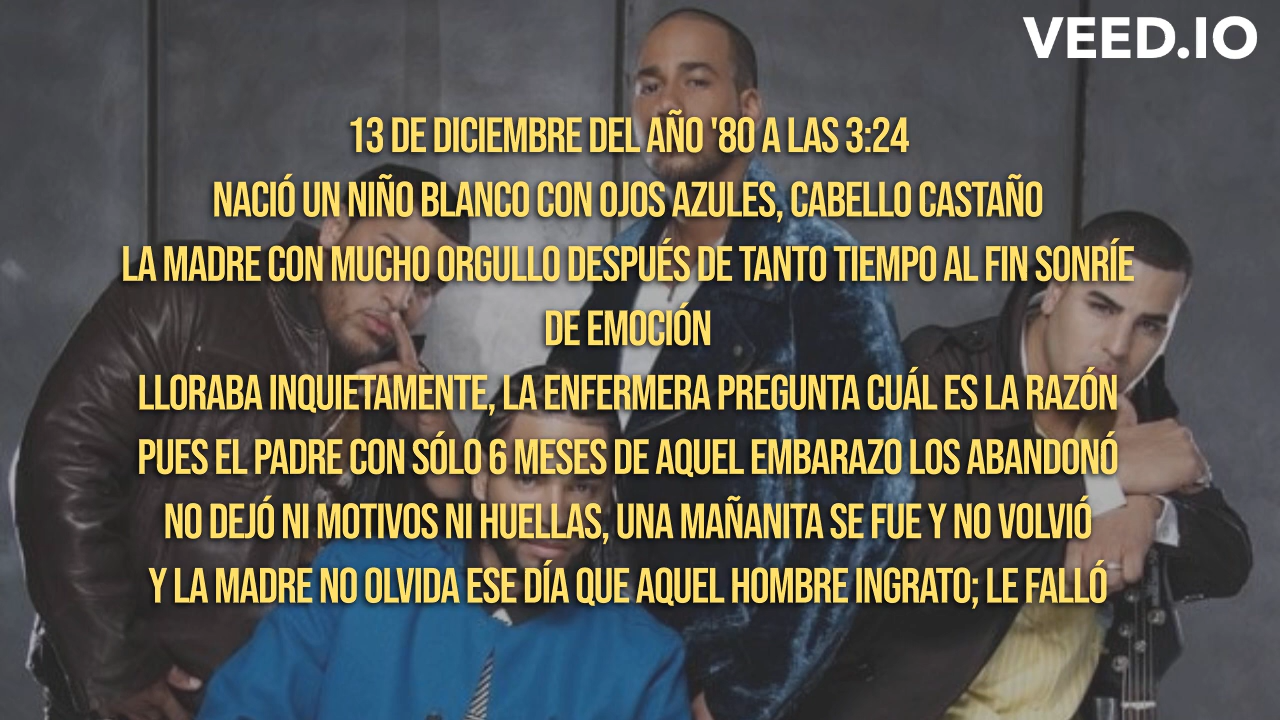 VEED.IO
13 DE DICIEMBRE DEL AÑO '80 A LAS 3:24
NACIÓ UN NIÑO BLANCO CON OJOS AZULES, CABELLO CASTAÑO
LA MADRE CON MUCHO ORGULLO DESPUÉS DE TANTO TIEMPO AL FIN SONRÍE
DE EMOCIÓN
LLORABA INQUIETAMENTE, LA ENFERMERA PREGUNTA CUÁL ES LA RAZÓN
PUES EL PADRE CON SÓLO 6 MESES DE AQUEL EMBARAZO LOS ABANDONÓ
NO DEJÓ NI MOTIVOS NI HUELLAS, UNA MAÑANITA SE FUE Y NO VOLVIÓ
Y LA MADRE NO OLVIDA ESE DÍA QUE AQUEL HOMBRE INGRATO; LE FALLÓ